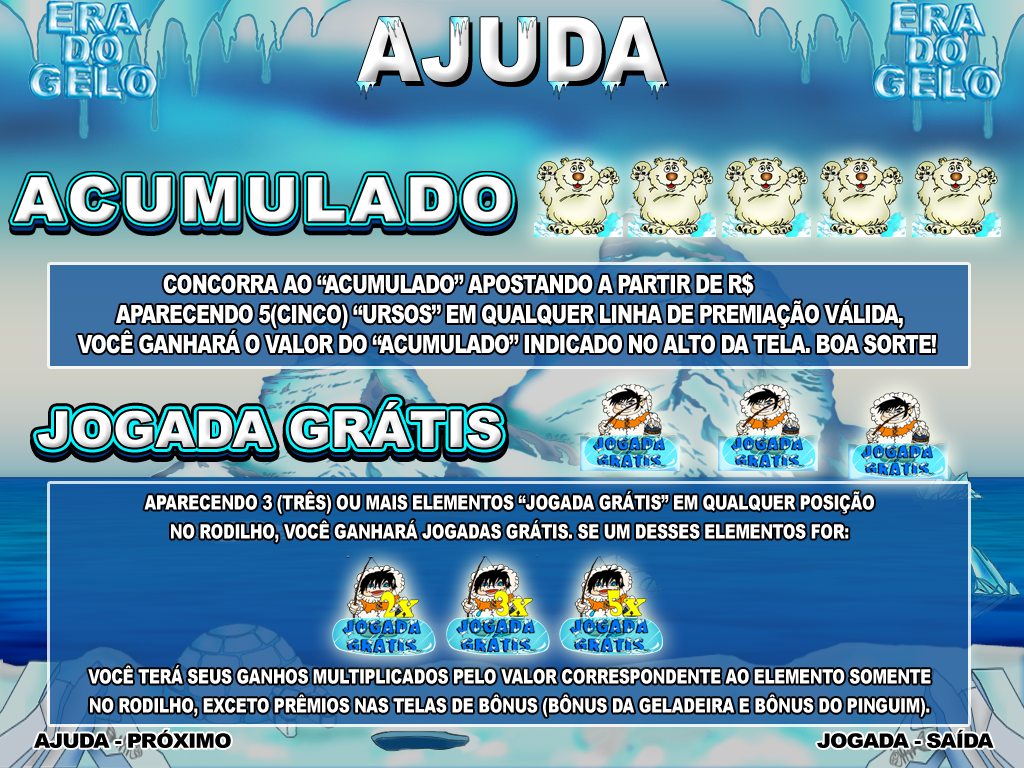 ERA
DO
GELO
AJUDA
ERA
DO
GELO
ACUMULADO
CONCORRA AO “ACUMULADO” APOSTANDO A PARTIR DE R$
APARECENDO 5(CINCO) “URSOS” EM QUALQUER LINHA DE PREMIAÇÃO VÁLIDA,
VOCÊ GANHARÁ O VALOR DO “ACUMULADO” INDICADO NO ALTO DA TELA. BOA SORTE!
JOGADA GRÁTIS
JOGADA
GRÁTIS
JOGADA
GRÁTIS
JOGADA
GRÁTIS
APARECENDO 3 (TRÊS) OU MAIS ELEMENTOS “JOGADA GRÁTIS” EM QUALQUER POSIÇÃO
NO RODILHO, VOCÊ GANHARÁ JOGADAS GRÁTIS. SE UM DESSES ELEMENTOS FOR:
2x
JOGADA
GRÁTIS
3x
JOGADA
GRÁTIS
5x
JOGADA
GRÁTIS
VOCÊ TERÁ SEUS GANHOS MULTIPLICADOS PELO VALOR CORRESPONDENTE AO ELEMENTO SOMENTE
NO RODILHO, EXCETO PRÊMIOS NAS TELAS DE BÔNUS (BÔNUS DA GELADEIRA E BÔNUS DO PINGUIM).
AJUDA - PRÓXIMO
JOGADA - SAÍDA